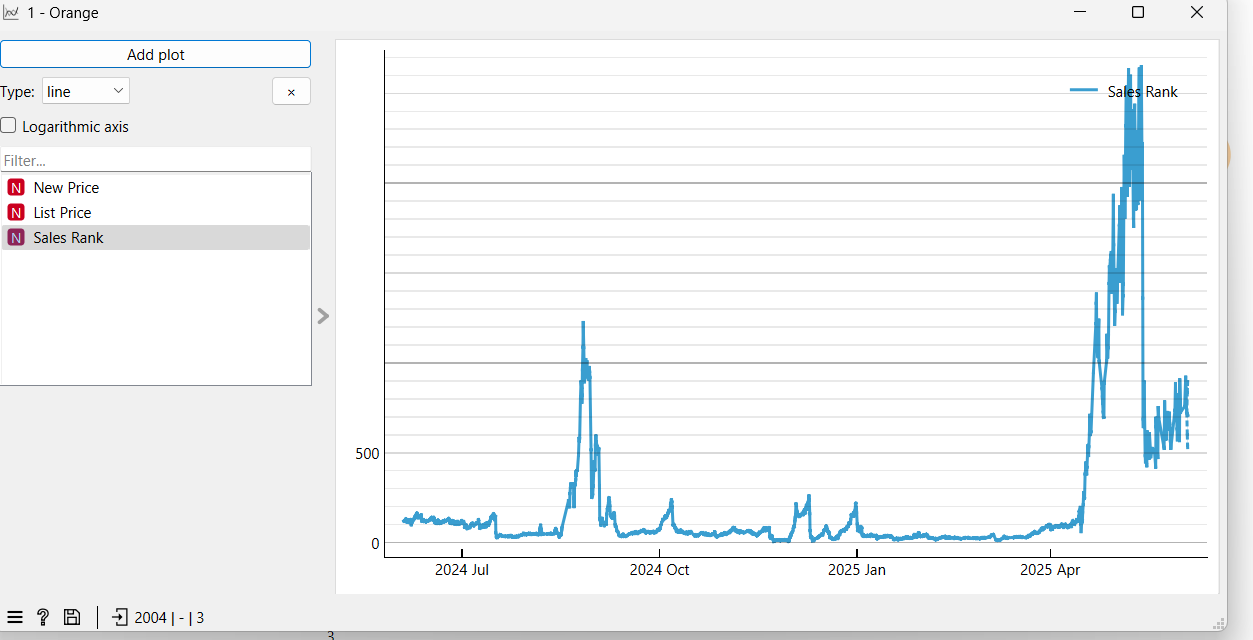 1 - Orange
Add plot
Type: line ×
Logarithmic axis
Filter...
N New Price
N List Price
N Sales Rank
Sales Rank
500
0
2024 Jul 2024 Oct 2025 Jan 2025 Apr
? 2004 | - | 3
3